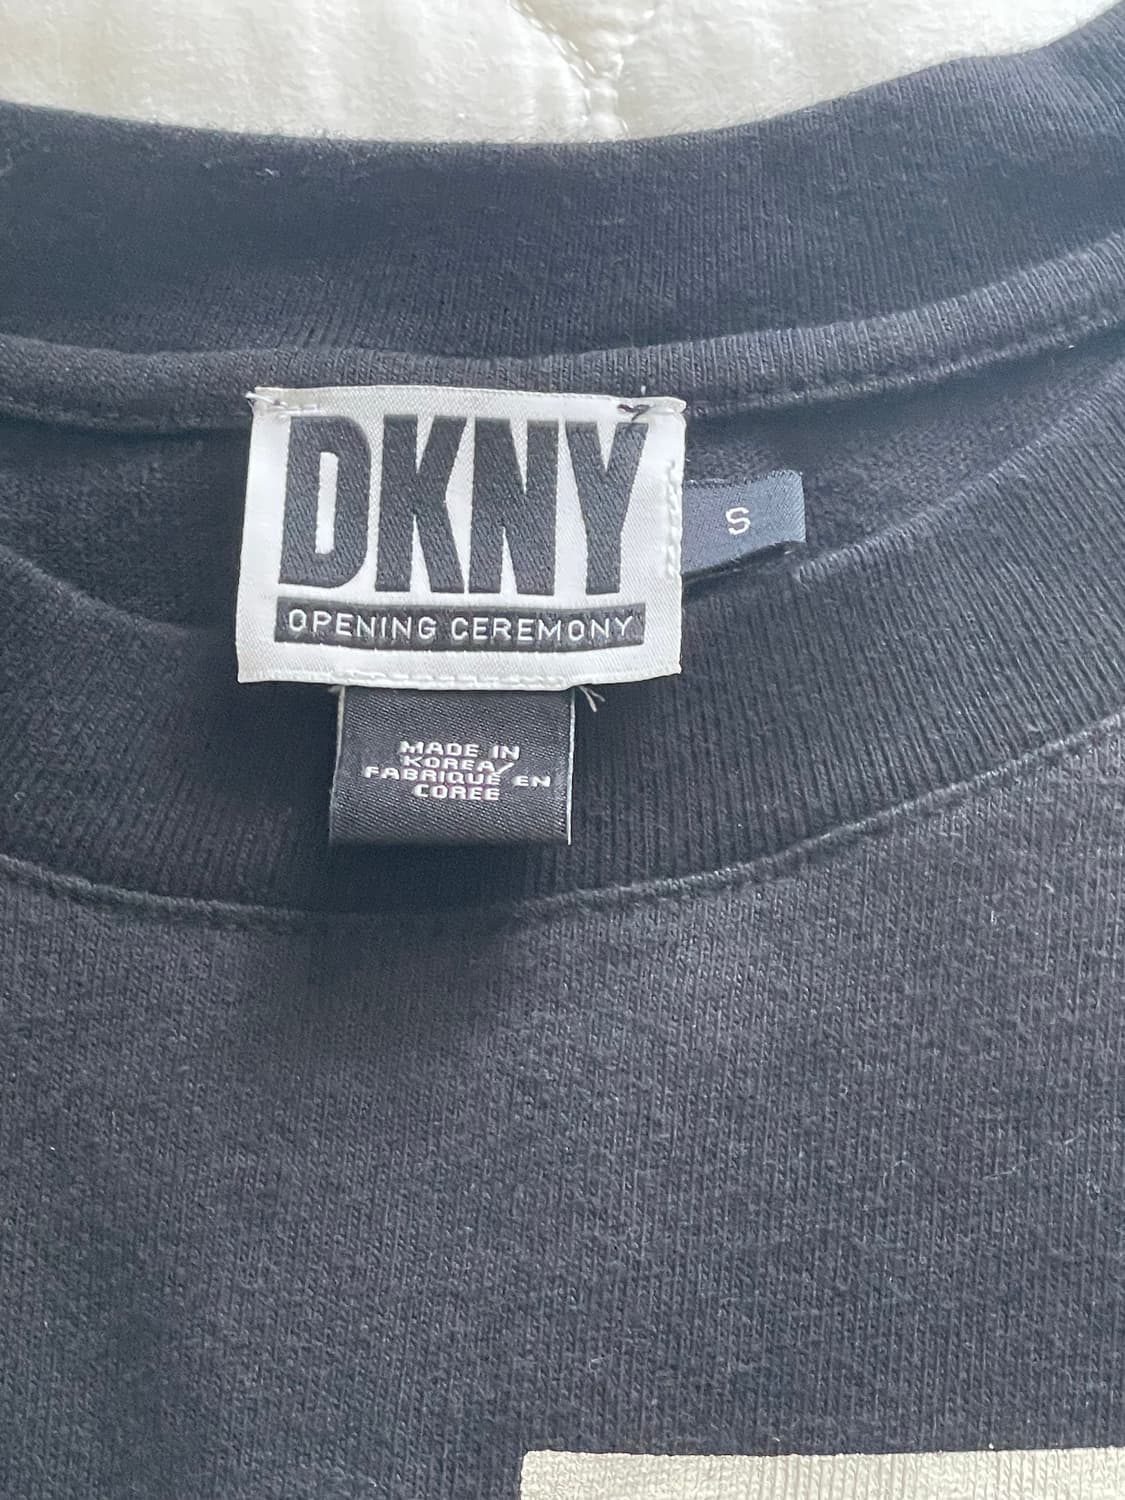 DKNY
OPENING CEREMONY
S
MADE IN
KOREA/
FABRIQUE EN
COREE